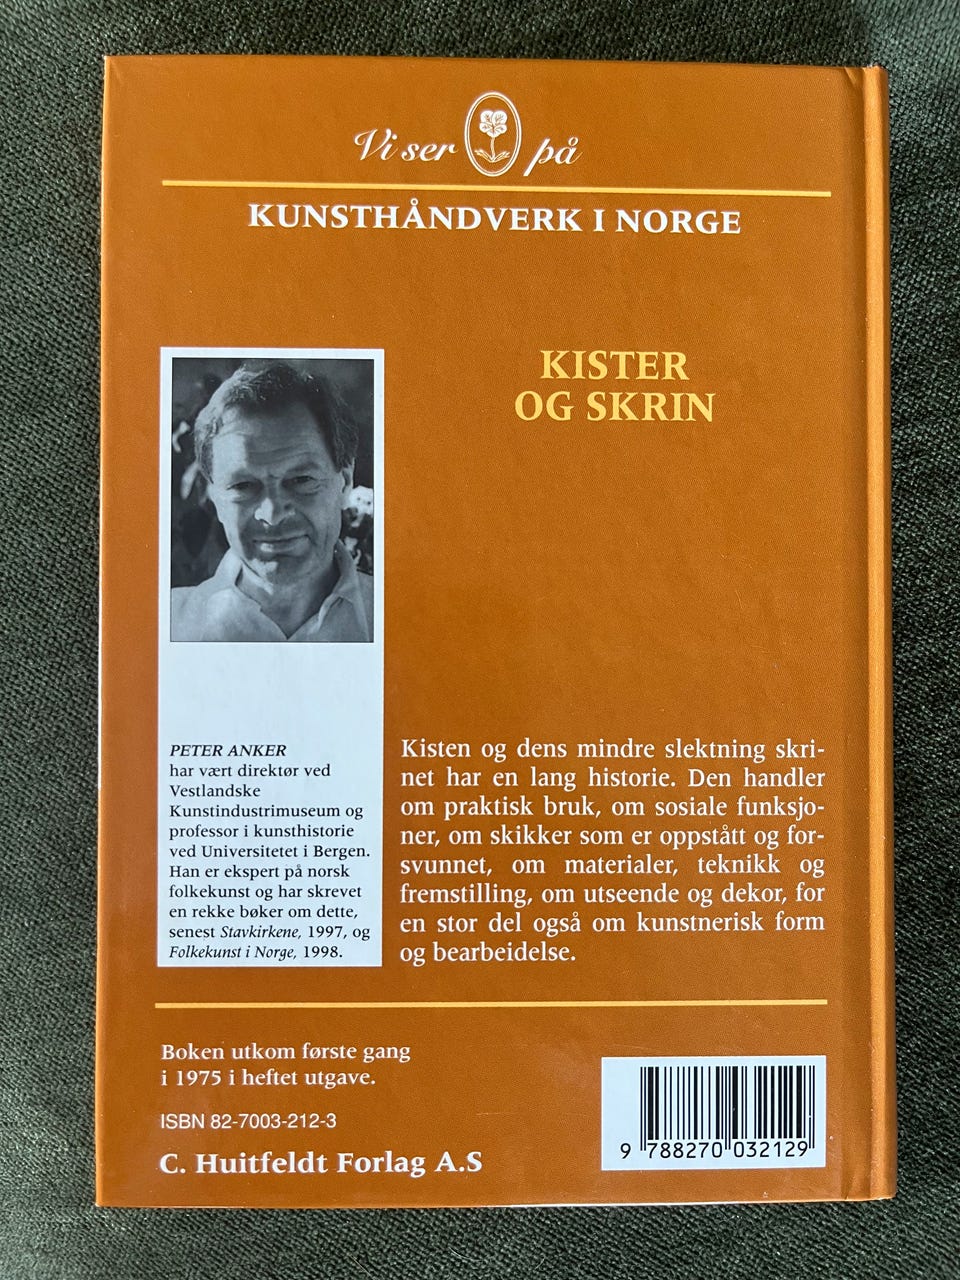 Vi ser på
KUNSTHÅNDVERK I NORGE
KISTER
OG SKRIN
PETER ANKER
har vært direktør ved
Vestlandske
Kunstindustrimuseum og
professor i kunsthistorie
ved Universitetet i Bergen.
Han er ekspert på norsk
folkekunst og har skrevet
en rekke bøker om dette,
senest Stavkirkene, 1997, og
Folkekunst i Norge, 1998.
Kisten og dens mindre slektning skri-
net har en lang historie. Den handler
om praktisk bruk, om sosiale funksjo-
ner, om skikker som er oppstått og for-
svunnet, om materialer, teknikk og
fremstilling, om utseende og dekor, for
en stor del også om kunstnerisk form
og bearbeidelse.
Boken utkom første gang
i 1975 i heftet utgave.
ISBN 82-7003-212-3
C. Huitfeldt Forlag A.S
9 788270 032129